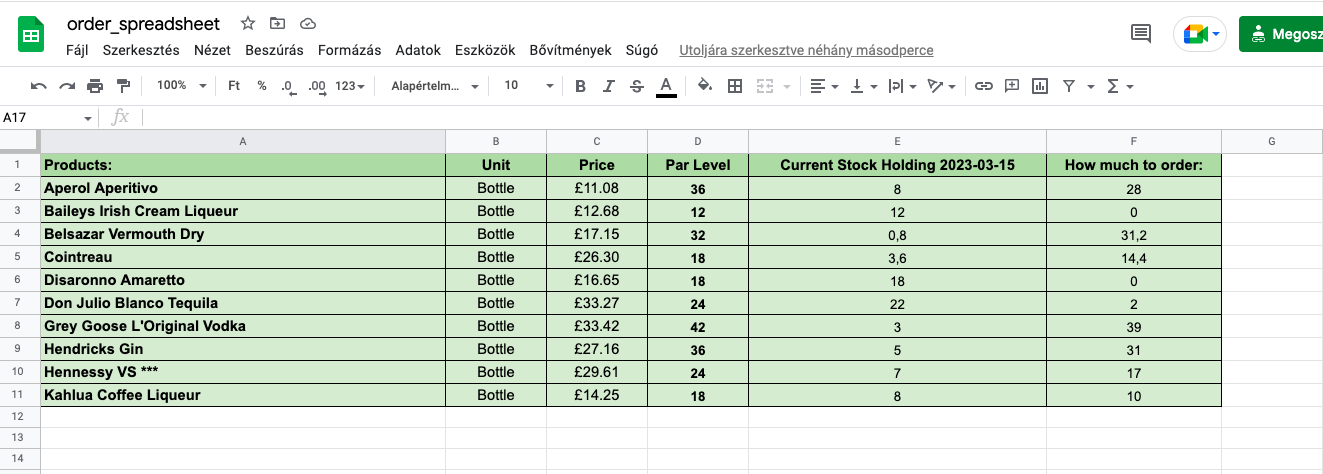 order_spreadsheet
Fájl Szerkesztés Nézet Beszúrás Formázás Adatok Eszközök Bővítmények Súgó Utoljára szerkesztve néhány másodperce
Megosz
100% Ft % .0 .00 123 Alapértelm... 10 B I S A
A17 fx
A B C D E F G
1 Products: Unit Price Par Level Current Stock Holding 2023-03-15 How much to order:
2 Aperol Aperitivo Bottle £11.08 36 8 28
3 Baileys Irish Cream Liqueur Bottle £12.68 12 12 0
4 Belsazar Vermouth Dry Bottle £17.15 32 0,8 31,2
5 Cointreau Bottle £26.30 18 3,6 14,4
6 Disaronno Amaretto Bottle £16.65 18 18 0
7 Don Julio Blanco Tequila Bottle £33.27 24 22 2
8 Grey Goose L'Original Vodka Bottle £33.42 42 3 39
9 Hendricks Gin Bottle £27.16 36 5 31
10 Hennessy VS *** Bottle £29.61 24 7 17
11 Kahlua Coffee Liqueur Bottle £14.25 18 8 10
12
13
14